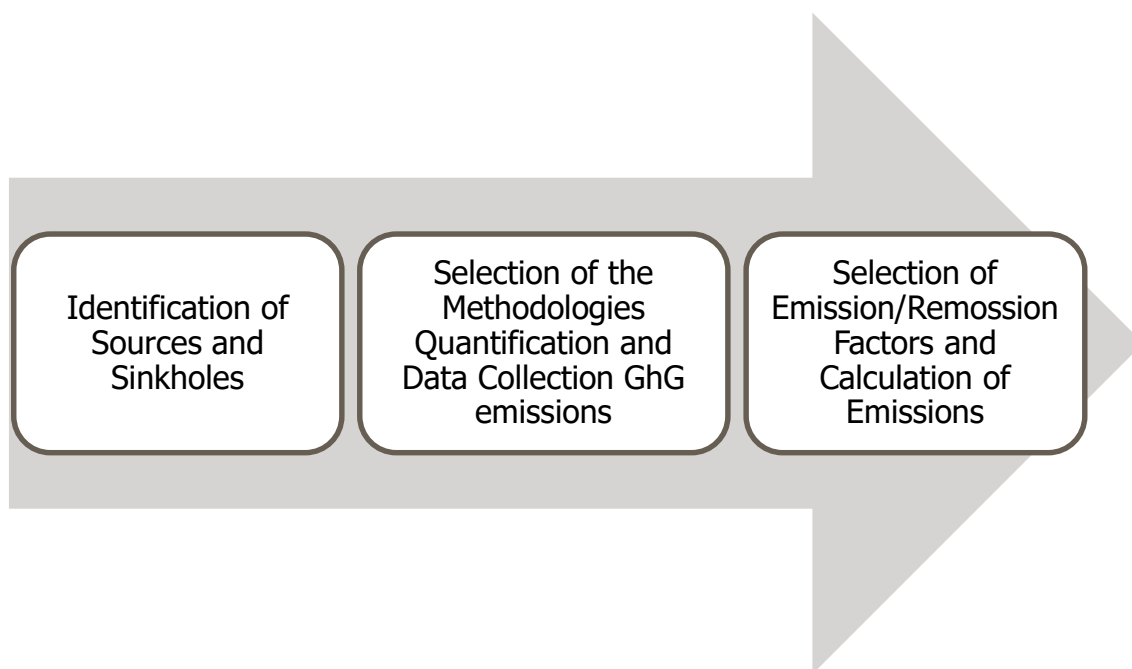 Identification of
Sources and
Sinkholes
Selection of the
Methodologies
Quantification and
Data Collection GhG
emissions
Selection of
Emission/Remossion
Factors and
Calculation of
Emissions